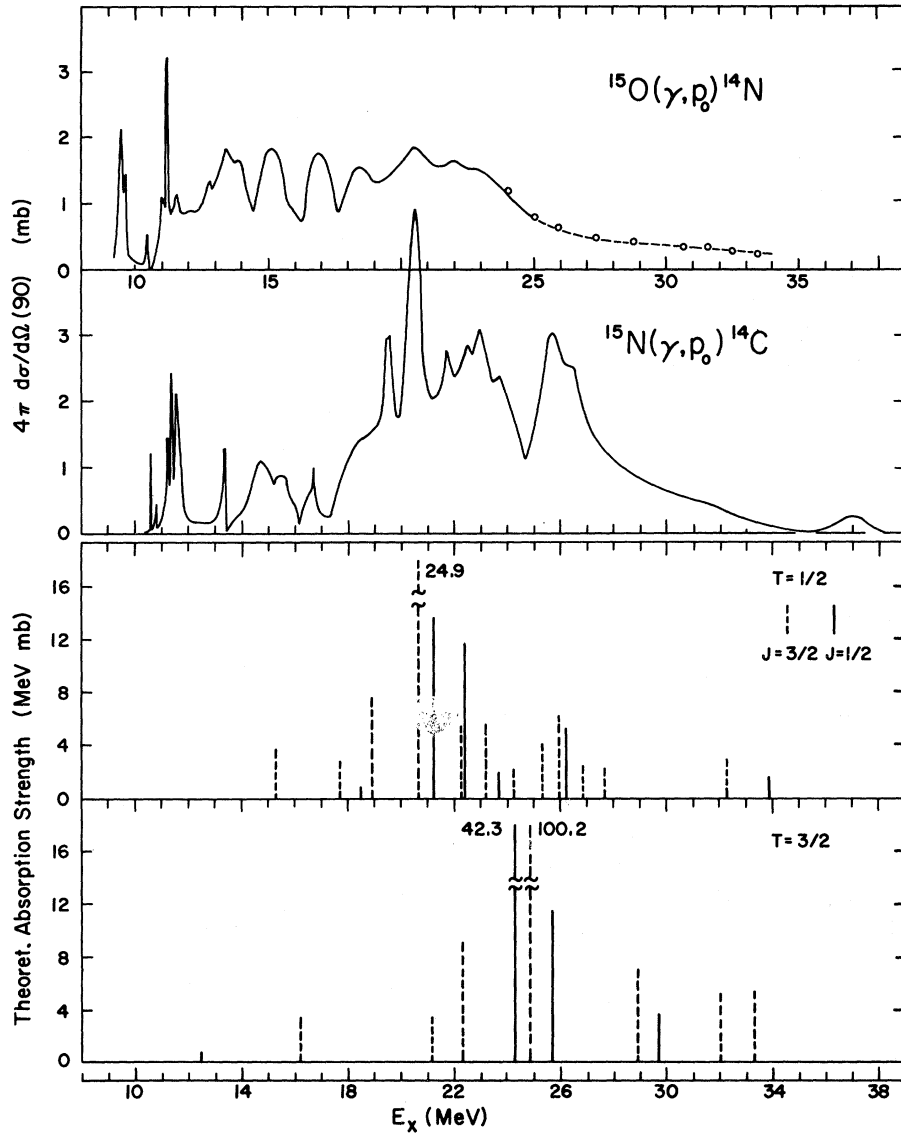 3
2
1
0
¹⁵O(γ,p₀)¹⁴N
10 15 20 25 30 35
4π dσ/dΩ(90) (mb)
3
2
1
0
¹⁵N(γ,p₀)¹⁴C
16
12
8
4
0
24.9
T=1/2
J=3/2 J=1/2
Theoret. Absorption Strength (MeV mb)
16
12
8
4
0
42.3 100.2
T=3/2
10 14 18 22 26 30 34 38
Eₓ (MeV)